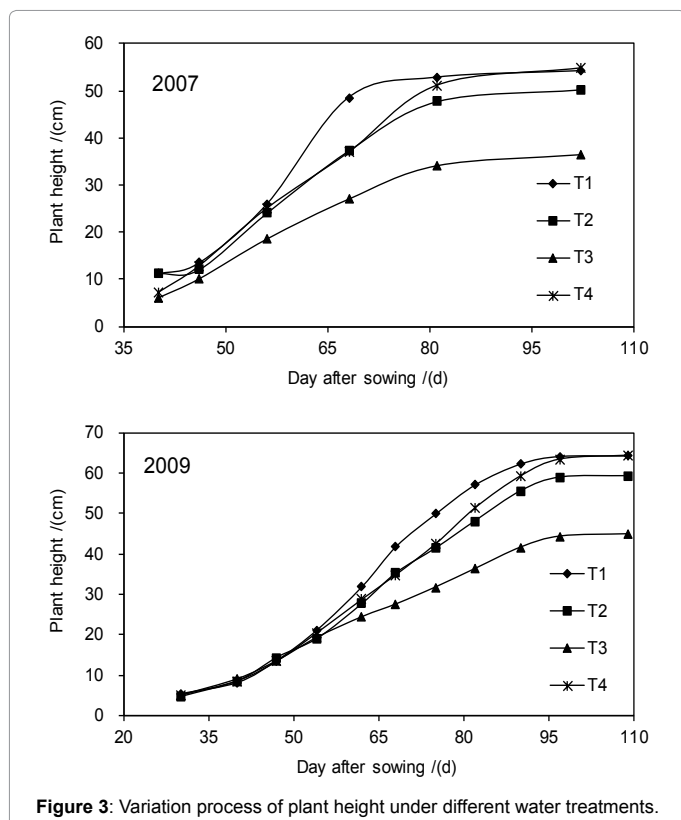 60
50
40
30
20
10
0
Plant height /(cm)
2007
T1
T2
T3
T4
35 50 65 80 95 110
Day after sowing /(d)
70
60
50
40
30
20
10
0
Plant height /(cm)
2009
T1
T2
T3
T4
20 35 50 65 80 95 110
Day after sowing /(d)
Figure 3: Variation process of plant height under different water treatments.